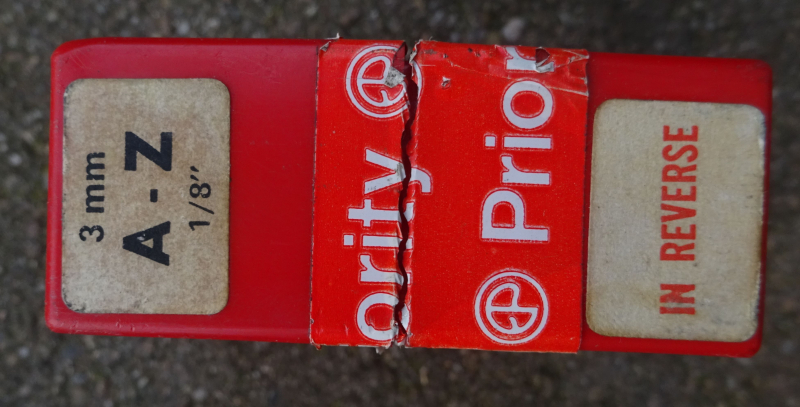 3 mm
A - Z
1/8"
ority
Prior
IN REVERSE